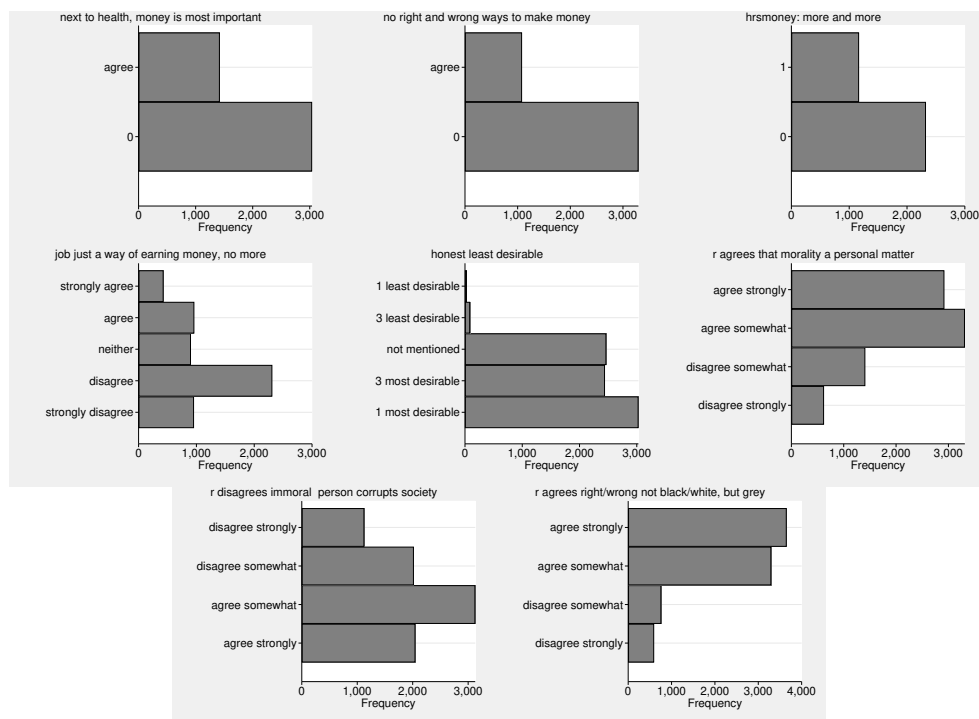 next to health, money is most important
agree
0
0 1,000 2,000 3,000
Frequency
no right and wrong ways to make money
agree
0
0 1,000 2,000 3,000
Frequency
hrsmoney: more and more
1
0
0 1,000 2,000 3,000
Frequency
job just a way of earning money, no more
strongly agree
agree
neither
disagree
strongly disagree
0 1,000 2,000 3,000
Frequency
honest least desirable
1 least desirable
3 least desirable
not mentioned
3 most desirable
1 most desirable
0 1,000 2,000 3,000
Frequency
r agrees that morality a personal matter
agree strongly
agree somewhat
disagree somewhat
disagree strongly
0 1,000 2,000 3,000
Frequency
r disagrees immoral person corrupts society
disagree strongly
disagree somewhat
agree somewhat
agree strongly
0 1,000 2,000 3,000
Frequency
r agrees right/wrong not black/white, but grey
agree strongly
agree somewhat
disagree somewhat
disagree strongly
0 1,000 2,000 3,000 4,000
Frequency